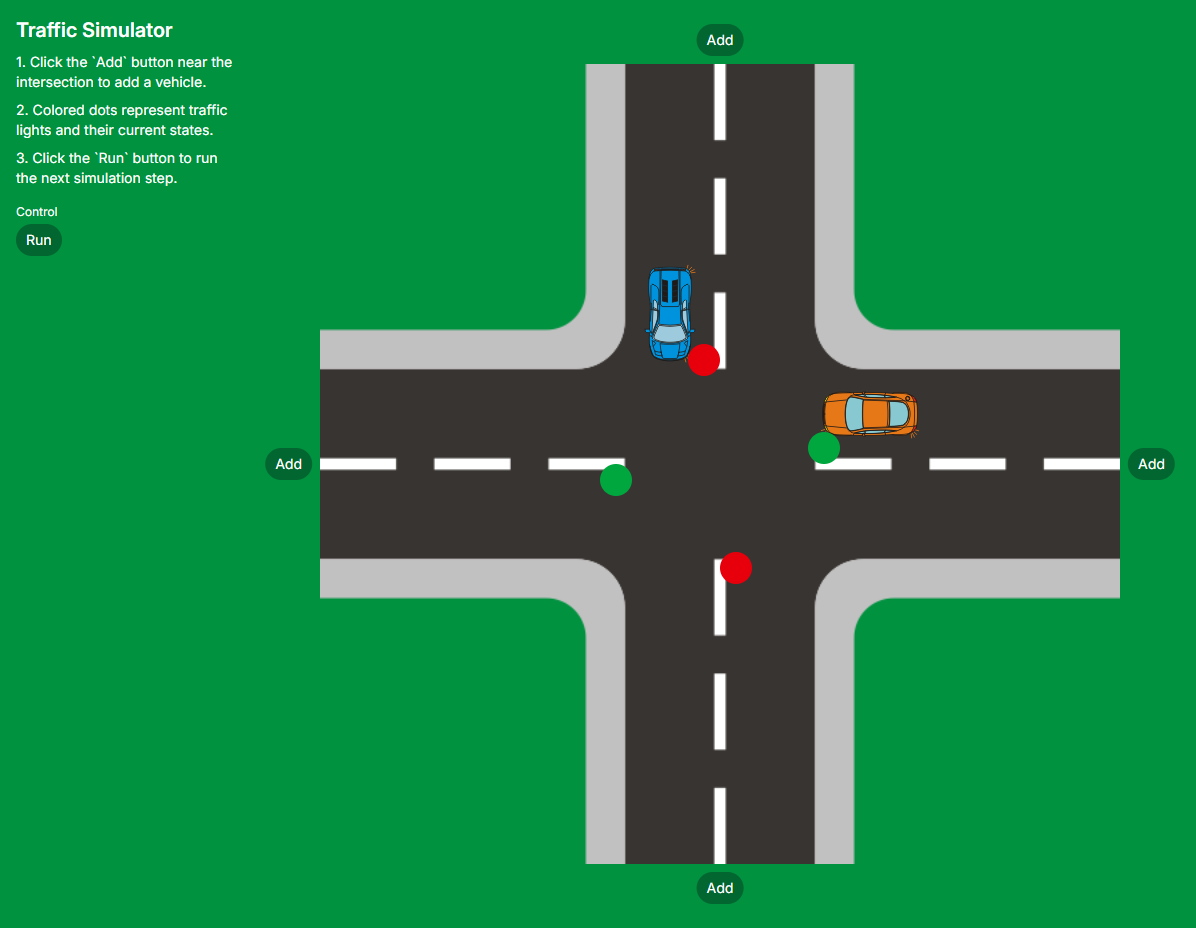 Traffic Simulator
1. Click the `Add` button near the
intersection to add a vehicle.
2. Colored dots represent traffic
lights and their current states.
3. Click the `Run` button to run
the next simulation step.
Control
Run
Add
Add
Add
Add